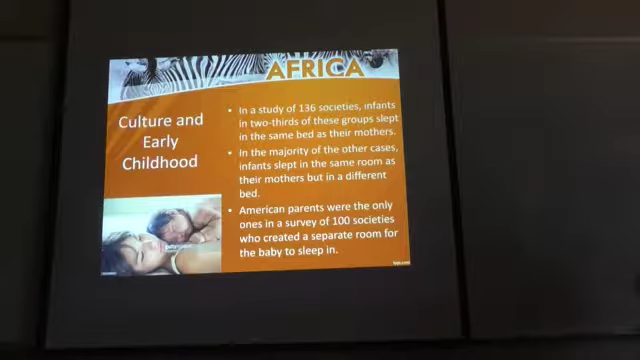 AFRICA
Culture and
Early
Childhood
• In a study of 136 societies, infants
in two-thirds of these groups slept
in the same bed as their mothers.
• In the majority of the other cases,
infants slept in the same room as
their mothers but in a different
bed.
• American parents were the only
ones in a survey of 100 societies
who created a separate room for
the baby to sleep in.